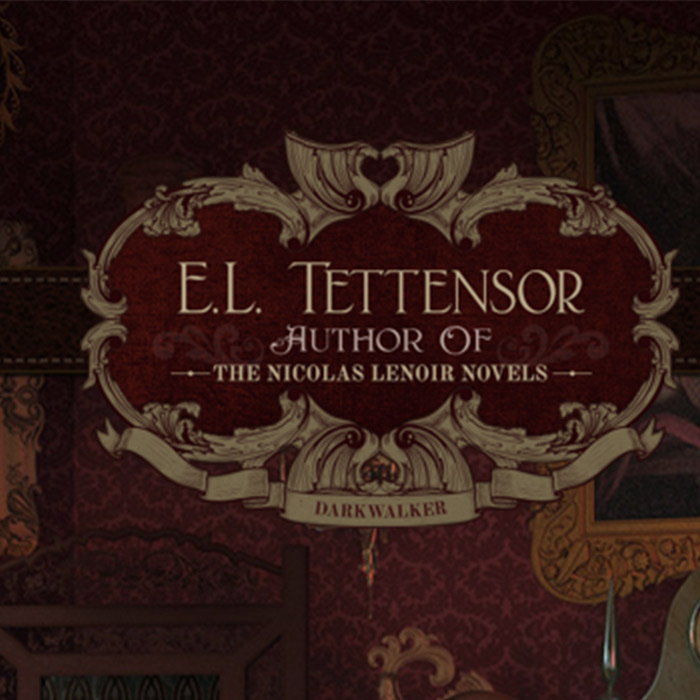 E.L. TETTENSOR
AUTHOR OF
THE NICOLAS LENOIR NOVELS
DARKWALKER